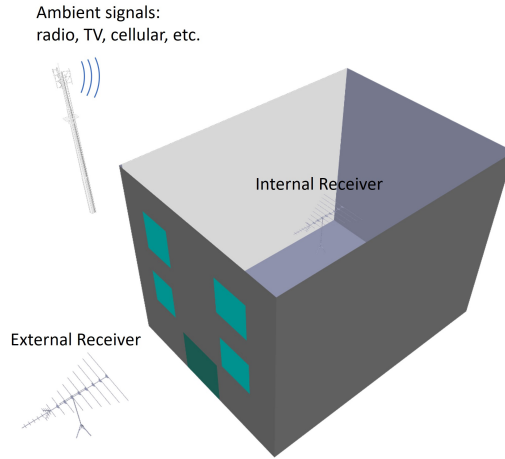 Ambient signals:
radio, TV, cellular, etc.
Internal Receiver
External Receiver